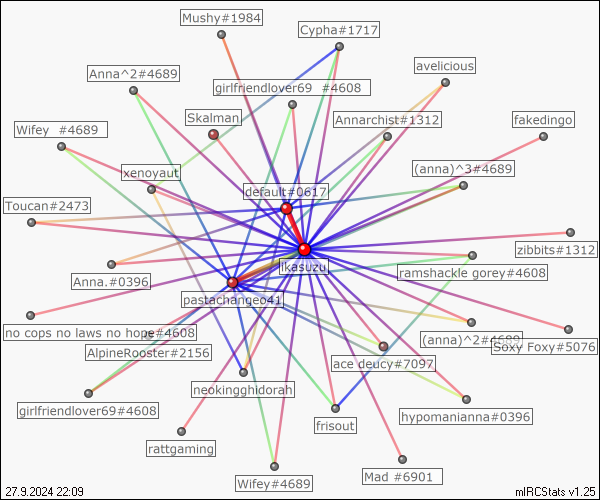 Mushy#1984
Cypha#1717
avelicious
Anna^2#4689
girlfriendlover69 #4608
Skalman
Annarchist#1312
fakedingo
Wifey #4689
xenoyaut
(anna)^3#4689
default#0617
Toucan#2473
zibbits#1312
ikasuzu
Anna.#0396
ramshackle gorey#4608
pastachangeo41
no cops no laws no hope#4608
(anna)^2#4689
Soxy Foxy#5076
AlpineRooster#2156
ace deucy#7097
neokingghidorah
girlfriendlover69#4608
hypomanianna#0396
frisout
rattgaming
Mad #6901
Wifey#4689
27.9.2024 22:09
mIRCStats v1.25